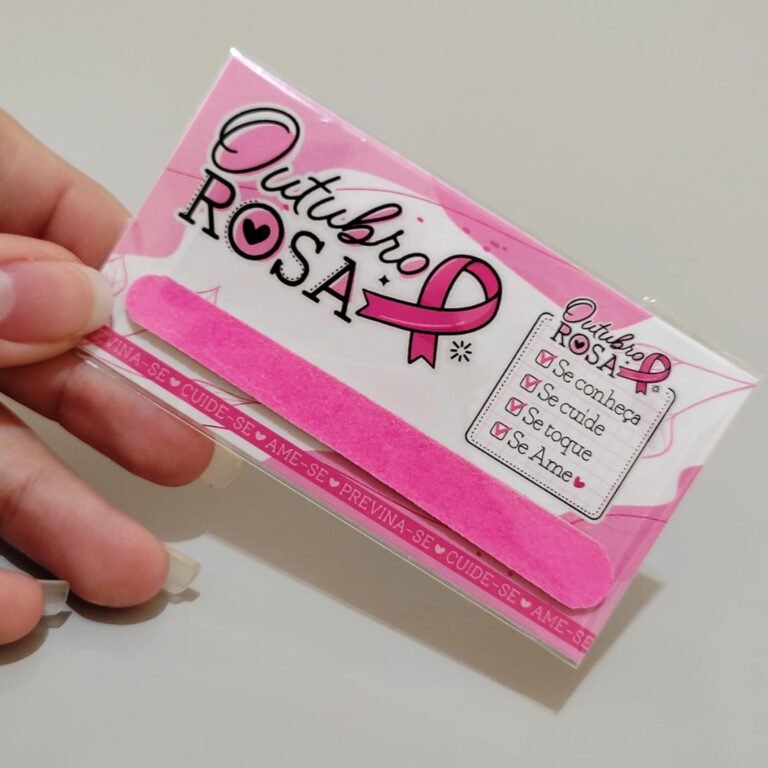 Outubro
ROSA
Outubro
ROSA
Se conheça
Se cuide
Se toque
Se Ame
PREVINA-SE CUIDE-SE AME-SE PREVINA-SE CUIDE-SE AME-SE